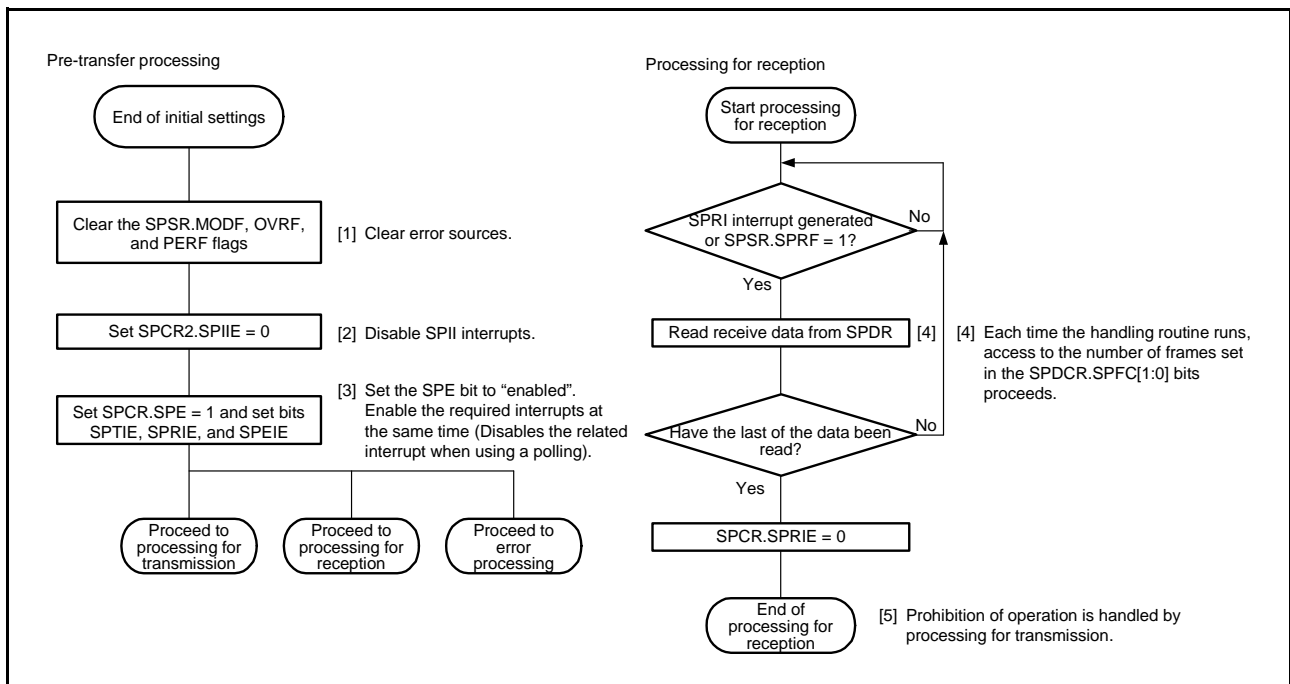 Pre-transfer processing
End of initial settings
Clear the SPSR.MODF, OVRF,
and PERF flags
[1] Clear error sources.
Set SPCR2.SPIIE = 0
[2] Disable SPII interrupts.
Set SPCR.SPE = 1 and set bits
SPTIE, SPRIE, and SPEIE
[3] Set the SPE bit to “enabled”.
Enable the required interrupts at
the same time (Disables the related
interrupt when using a polling).
Proceed to
processing for
transmission
Proceed to
processing for
reception
Proceed to
error
processing
Processing for reception
Start processing
for reception
SPRI interrupt generated
or SPSR.SPRF = 1?
No
Yes
Read receive data from SPDR
[4]
[4] Each time the handling routine runs,
access to the number of frames set
in the SPDCR.SPFC[1:0] bits
proceeds.
Have the last of the data been
read?
No
Yes
SPCR.SPRIE = 0
End of
processing for
reception
[5] Prohibition of operation is handled by
processing for transmission.